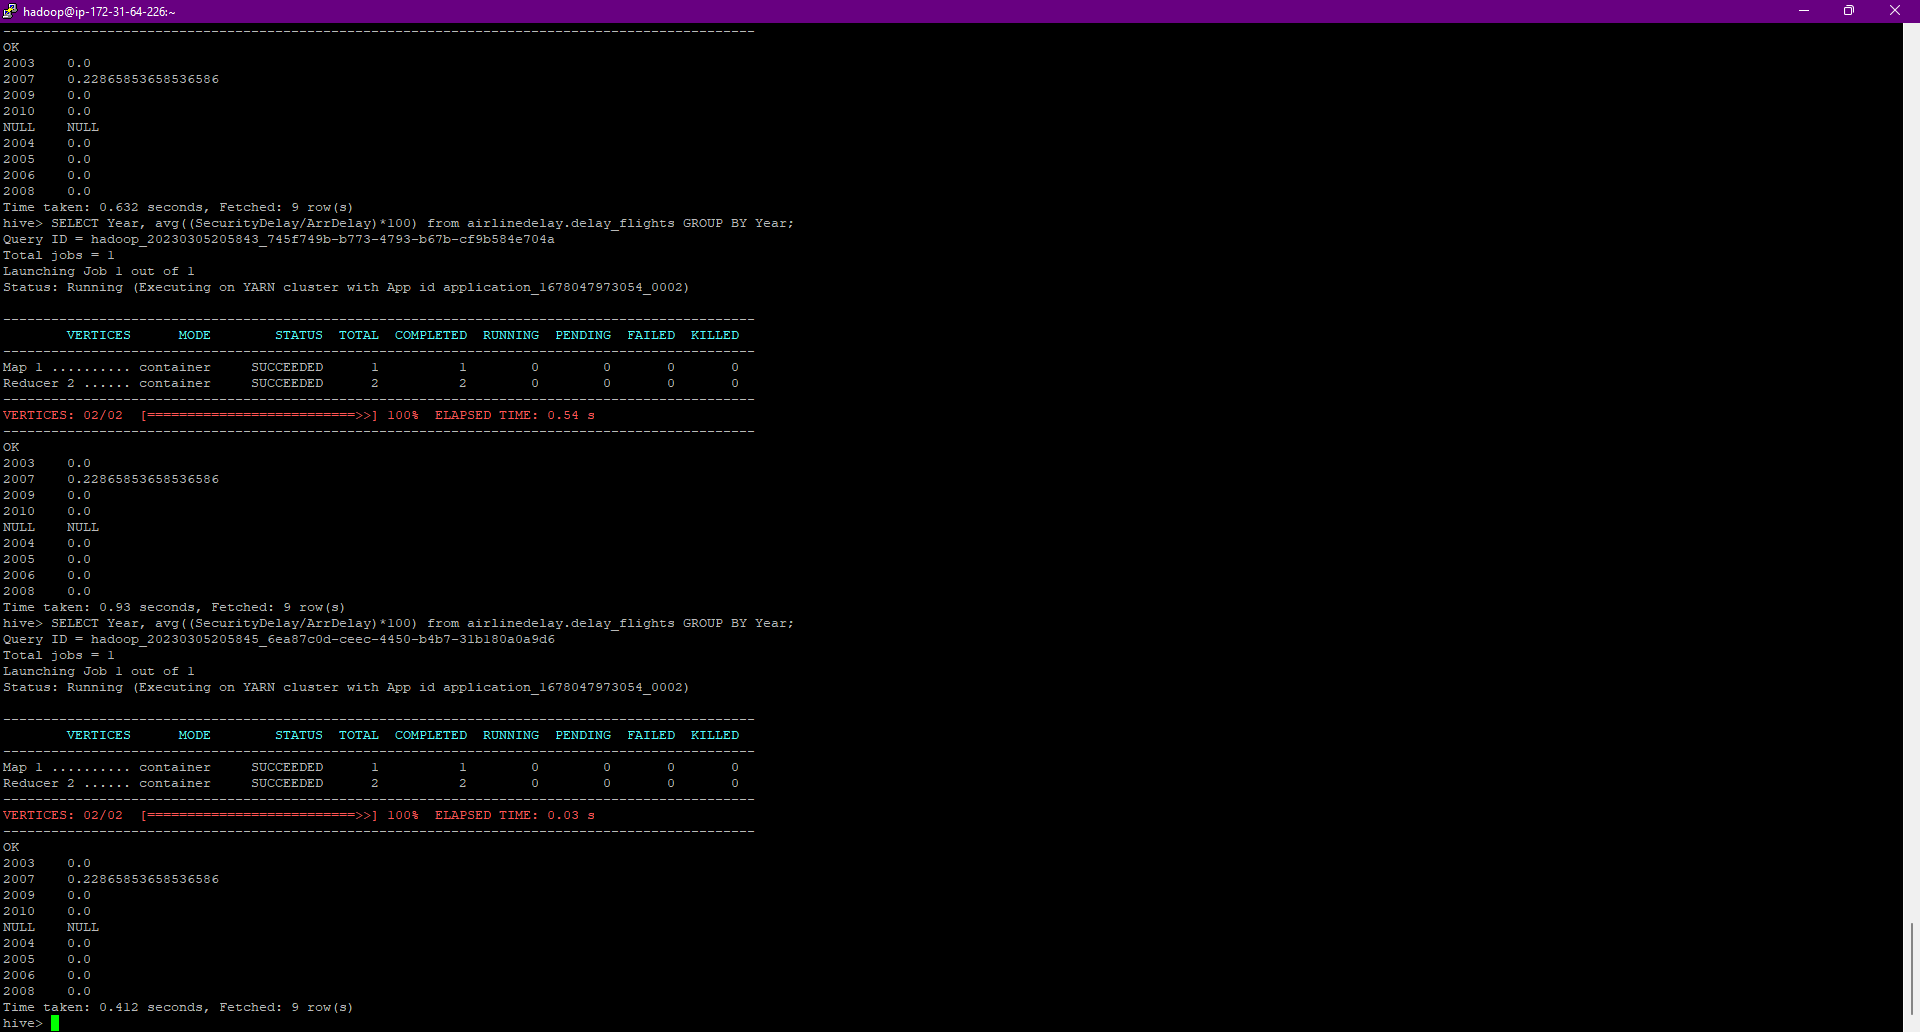 hadoop@ip-172-31-64-226:~
--------------------------------------------------------------------------------
OK
2003    0.0
2007    0.22865853658536586
2009    0.0
2010    0.0
NULL    NULL
2004    0.0
2005    0.0
2006    0.0
2008    0.0
Time taken: 0.632 seconds, Fetched: 9 row(s)
hive> SELECT Year, avg((SecurityDelay/ArrDelay)*100) from airlinedelay.delay_flights GROUP BY Year;
Query ID = hadoop_20230305205843_745f749b-b773-4793-b67b-cf9b584e704a
Total jobs = 1
Launching Job 1 out of 1
Status: Running (Executing on YARN cluster with App id application_1678047973054_0002)
----------------------------------------------------------------------------------------------
        VERTICES      MODE        STATUS  TOTAL  COMPLETED  RUNNING  PENDING  FAILED  KILLED
----------------------------------------------------------------------------------------------
Map 1 .......... container     SUCCEEDED      1          1        0        0       0       0
Reducer 2 ...... container     SUCCEEDED      2          2        0        0       0       0
----------------------------------------------------------------------------------------------
VERTICES: 02/02  [==========================>>] 100%  ELAPSED TIME: 0.54 s
----------------------------------------------------------------------------------------------
OK
2003    0.0
2007    0.22865853658536586
2009    0.0
2010    0.0
NULL    NULL
2004    0.0
2005    0.0
2006    0.0
2008    0.0
Time taken: 0.93 seconds, Fetched: 9 row(s)
hive> SELECT Year, avg((SecurityDelay/ArrDelay)*100) from airlinedelay.delay_flights GROUP BY Year;
Query ID = hadoop_20230305205845_6ea87c0d-ceec-4450-b4b7-31b180a0a9d6
Total jobs = 1
Launching Job 1 out of 1
Status: Running (Executing on YARN cluster with App id application_1678047973054_0002)
----------------------------------------------------------------------------------------------
        VERTICES      MODE        STATUS  TOTAL  COMPLETED  RUNNING  PENDING  FAILED  KILLED
----------------------------------------------------------------------------------------------
Map 1 .......... container     SUCCEEDED      1          1        0        0       0       0
Reducer 2 ...... container     SUCCEEDED      2          2        0        0       0       0
----------------------------------------------------------------------------------------------
VERTICES: 02/02  [==========================>>] 100%  ELAPSED TIME: 0.03 s
----------------------------------------------------------------------------------------------
OK
2003    0.0
2007    0.22865853658536586
2009    0.0
2010    0.0
NULL    NULL
2004    0.0
2005    0.0
2006    0.0
2008    0.0
Time taken: 0.412 seconds, Fetched: 9 row(s)
hive>